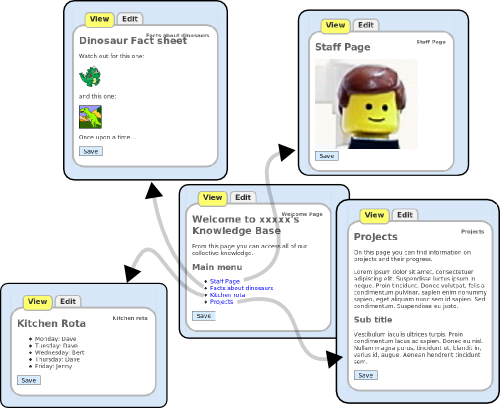 View Edit
Facts about dinosaurs
Dinosaur Fact sheet
Watch out for this one:
and this one:
Once upon a time...
Save
View Edit
Staff Page
Staff Page
Save
View Edit
Welcome Page
Welcome to xxxxx's
Knowledge Base
From this page you can access all of our
collective knowledge.
Main menu
Staff Page
Facts about dinosaurs
Kitchen rota
Projects
Save
View Edit
Projects
Projects
On this page you can find information on
projects and their progress.
Lorem ipsum dolor sit amet, consectetuer
adipiscing elit. Suspendisse luctus ipsum in
neque. Proin tincidunt. Donec volutpat, felis a
condimentum pulvinar, sapien enim nonummy
sapien, eget aliquam nunc sem id sapien. Sed
condimentum. Suspendisse eu justo.
Sub title
Vestibulum iaculis ultrices turpis. Proin
condimentum lacus ac sapien. Donec eu nisl.
Nullam magna purus, tincidunt ut, blandit in,
varius id, augue. Aenean hendrerit tincidunt
sem.
Save
View Edit
Kitchen rota
Kitchen Rota
Monday: Dave
Tuesday: Dave
Wednesday: Bert
Thursday: Dave
Friday: Jenny
Save